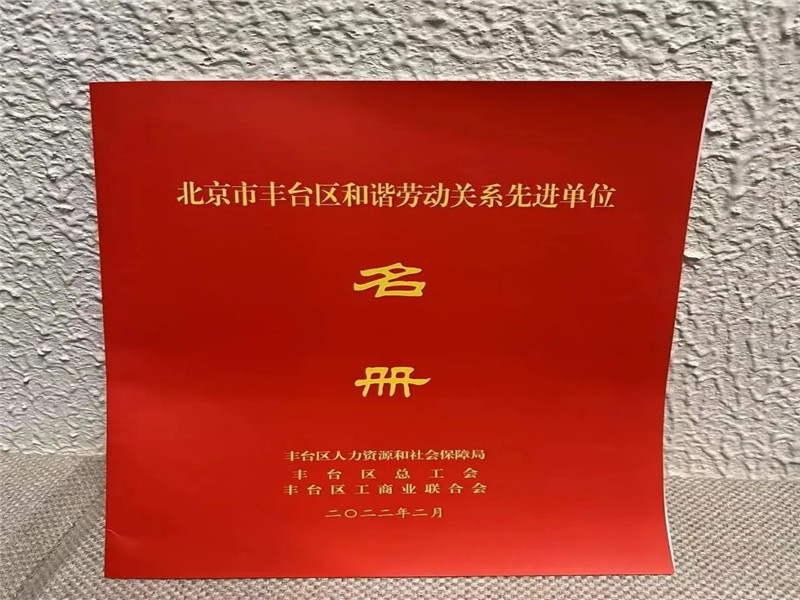 北京市丰台区和谐劳动关系先进单位
名
册
丰台区人力资源和社会保障局
丰台区总工会
丰台区工商业联合会
二〇二二年二月